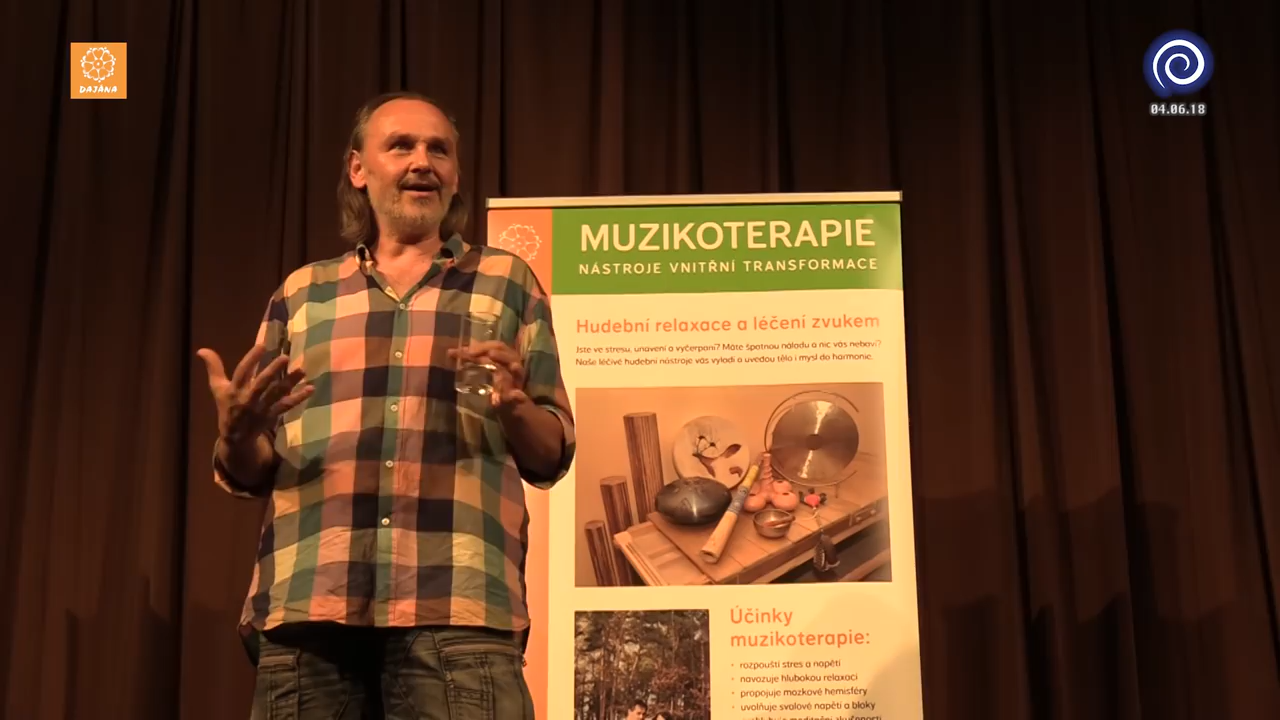 DAJÀNA
04.06.18
MUZIKOTERAPIE
NÁSTROJE VNITŘNÍ TRANSFORMACE
Hudební relaxace a léčení zvukem
Jste ve stresu, unavení a vyčerpaní? Máte špatnou náladu a nic vás nebaví?
Naše léčivé hudební nástroje vás vyladí a uvedou tělo i mysl do harmonie.
Účinky
muzikoterapie:
• rozpouští stres a napětí
• navozuje hlubokou relaxaci
• propojuje mozkové hemisféry
• uvolňuje svalové napětí a bloky